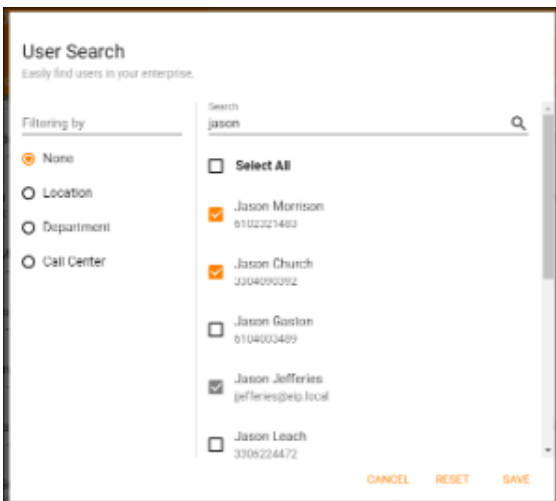 User Search
Easily find users in your enterprise.
Filtering by
None
Location
Department
Call Center
Search
jason
Select All
Jason Morrison
6102321483
Jason Church
3304090392
Jason Gaston
6104003489
Jason Jefferies
jjefferies@eip.local
Jason Leach
3306224472
CANCEL RESET SAVE